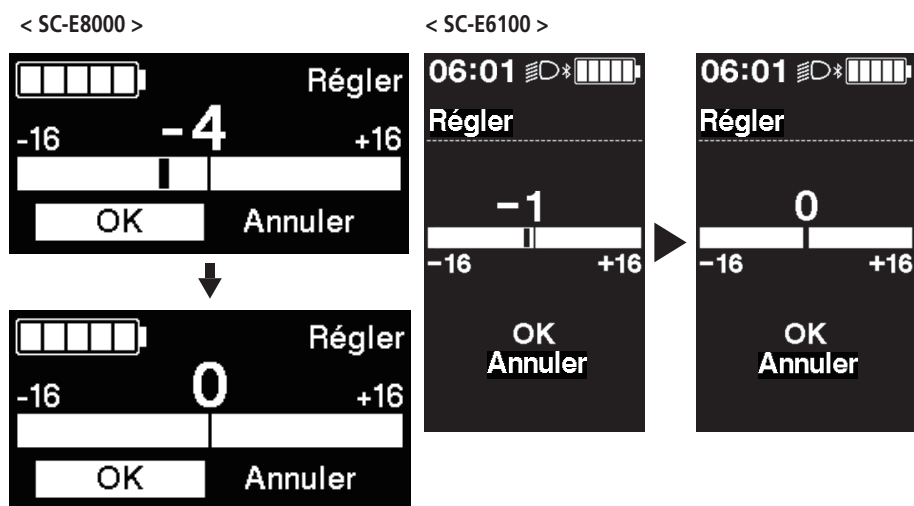 < SC-E8000 >
Régler
-4
-16 +16
OK Annuler
Régler
0
-16 +16
OK Annuler
< SC-E6100 >
06:01
Régler
-1
-16 +16
OK
Annuler
06:01
Régler
0
-16 +16
OK
Annuler